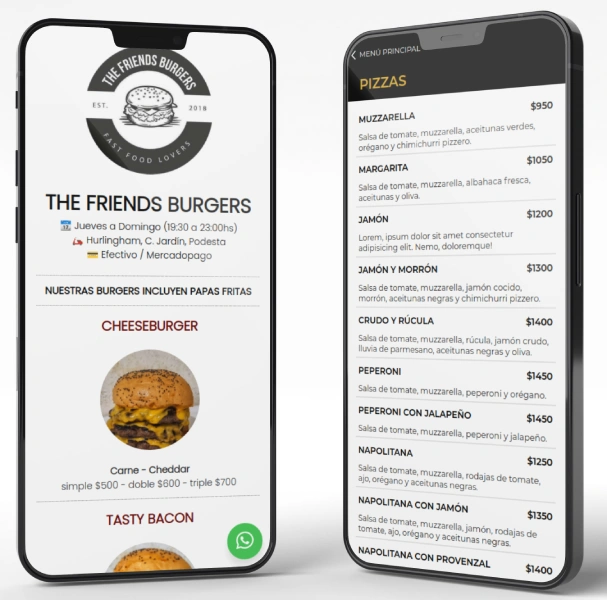 THE FRIENDS BURGERS
EST.
2018
FAST FOOD LOVERS
THE FRIENDS BURGERS
Jueves a Domingo (19:30 a 23:00hs)
Hurlingham, C. Jardín, Podesta
Efectivo / Mercadopago
NUESTRAS BURGERS INCLUYEN PAPAS FRITAS
CHEESEBURGER
Carne - Cheddar
simple $500 - doble $600 - triple $700
TASTY BACON
MENÚ PRINCIPAL
PIZZAS
MUZZARELLA $950
Salsa de tomate, muzzarella, aceitunas verdes,
orégano y chimichurri pizzero.
MARGARITA $1050
Salsa de tomate, muzzarella, albahaca fresca,
aceitunas y oliva.
JAMÓN $1200
Lorem, ipsum dolor sit amet consectetur
adipisicing elit. Nemo, doloremque!
JAMÓN Y MORRÓN $1300
Salsa de tomate, muzzarella, jamón cocido,
morrón, aceitunas negras y chimichurri pizzero.
CRUDO Y RÚCULA $1400
Salsa de tomate, muzzarella, rúcula, jamón crudo,
lluvia de parmesano, aceitunas negras y oliva.
PEPERONI $1450
Salsa de tomate, muzzarella, peperoni y orégano.
PEPERONI CON JALAPEÑO $1450
Salsa de tomate, muzzarella, peperoni y jalapeño.
NAPOLITANA $1250
Salsa de tomate, muzzarella, rodajas de tomate,
ajo, orégano y aceitunas negras.
NAPOLITANA CON JAMÓN $1350
Salsa de tomate, muzzarella, jamón, rodajas de
tomate, ajo, orégano y aceitunas negras.
NAPOLITANA CON PROVENZAL $1400